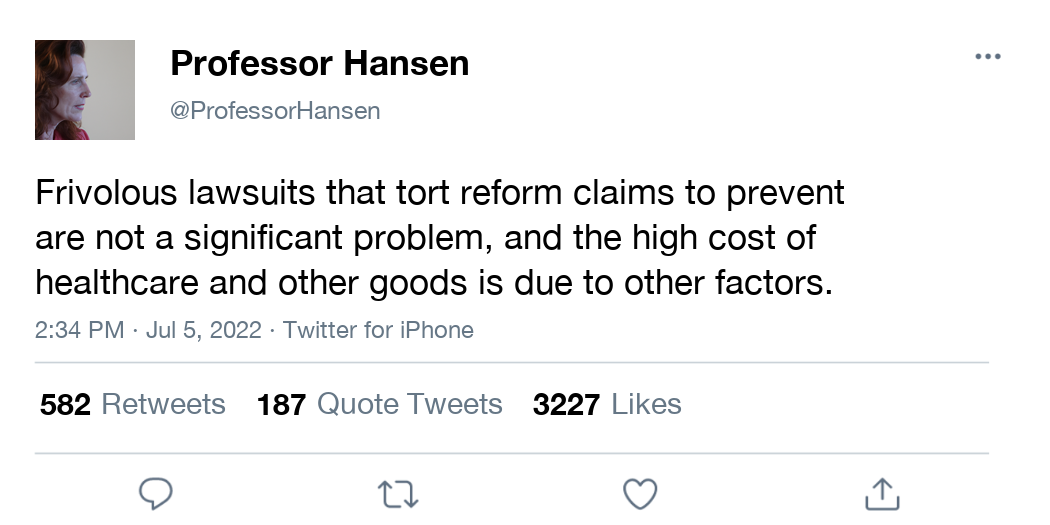 Professor Hansen
@ProfessorHansen
Frivolous lawsuits that tort reform claims to prevent
are not a significant problem, and the high cost of
healthcare and other goods is due to other factors.
2:34 PM · Jul 5, 2022 · Twitter for iPhone
582 Retweets 187 Quote Tweets 3227 Likes